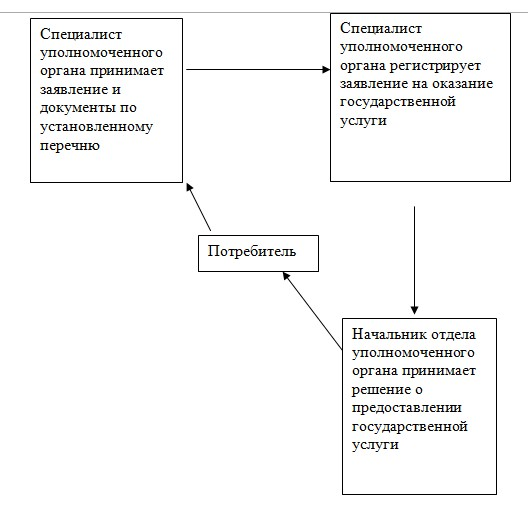 Специалист
уполномоченного
органа принимает
заявление и
документы по
установленному
перечню
Специалист
уполномоченного
органа регистрирует
заявление на оказание
государственной
услуги
Потребитель
Начальник отдела
уполномоченного
органа принимает
решение о
предоставлении
государственной
услуги